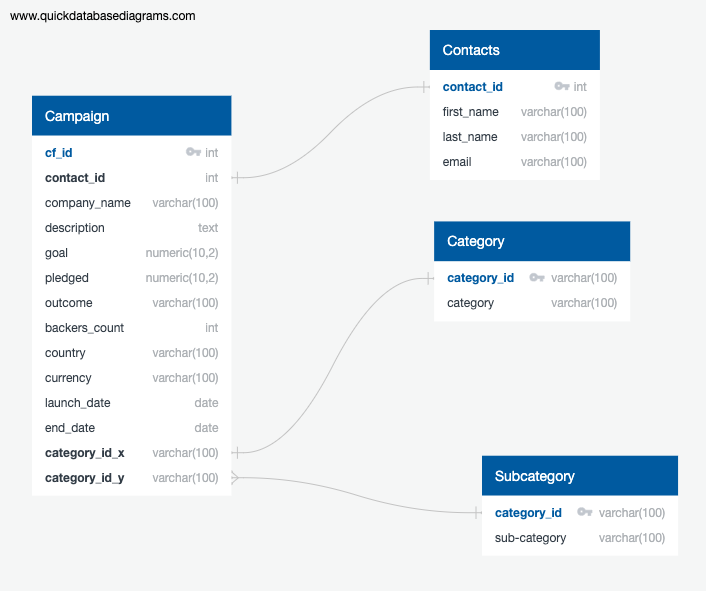 www.quickdatabasediagrams.com
Campaign
cf_id int
contact_id int
company_name varchar(100)
description text
goal numeric(10,2)
pledged numeric(10,2)
outcome varchar(100)
backers_count int
country varchar(100)
currency varchar(100)
launch_date date
end_date date
category_id_x varchar(100)
category_id_y varchar(100)
Contacts
contact_id int
first_name varchar(100)
last_name varchar(100)
email varchar(100)
Category
category_id varchar(100)
category varchar(100)
Subcategory
category_id varchar(100)
sub-category varchar(100)